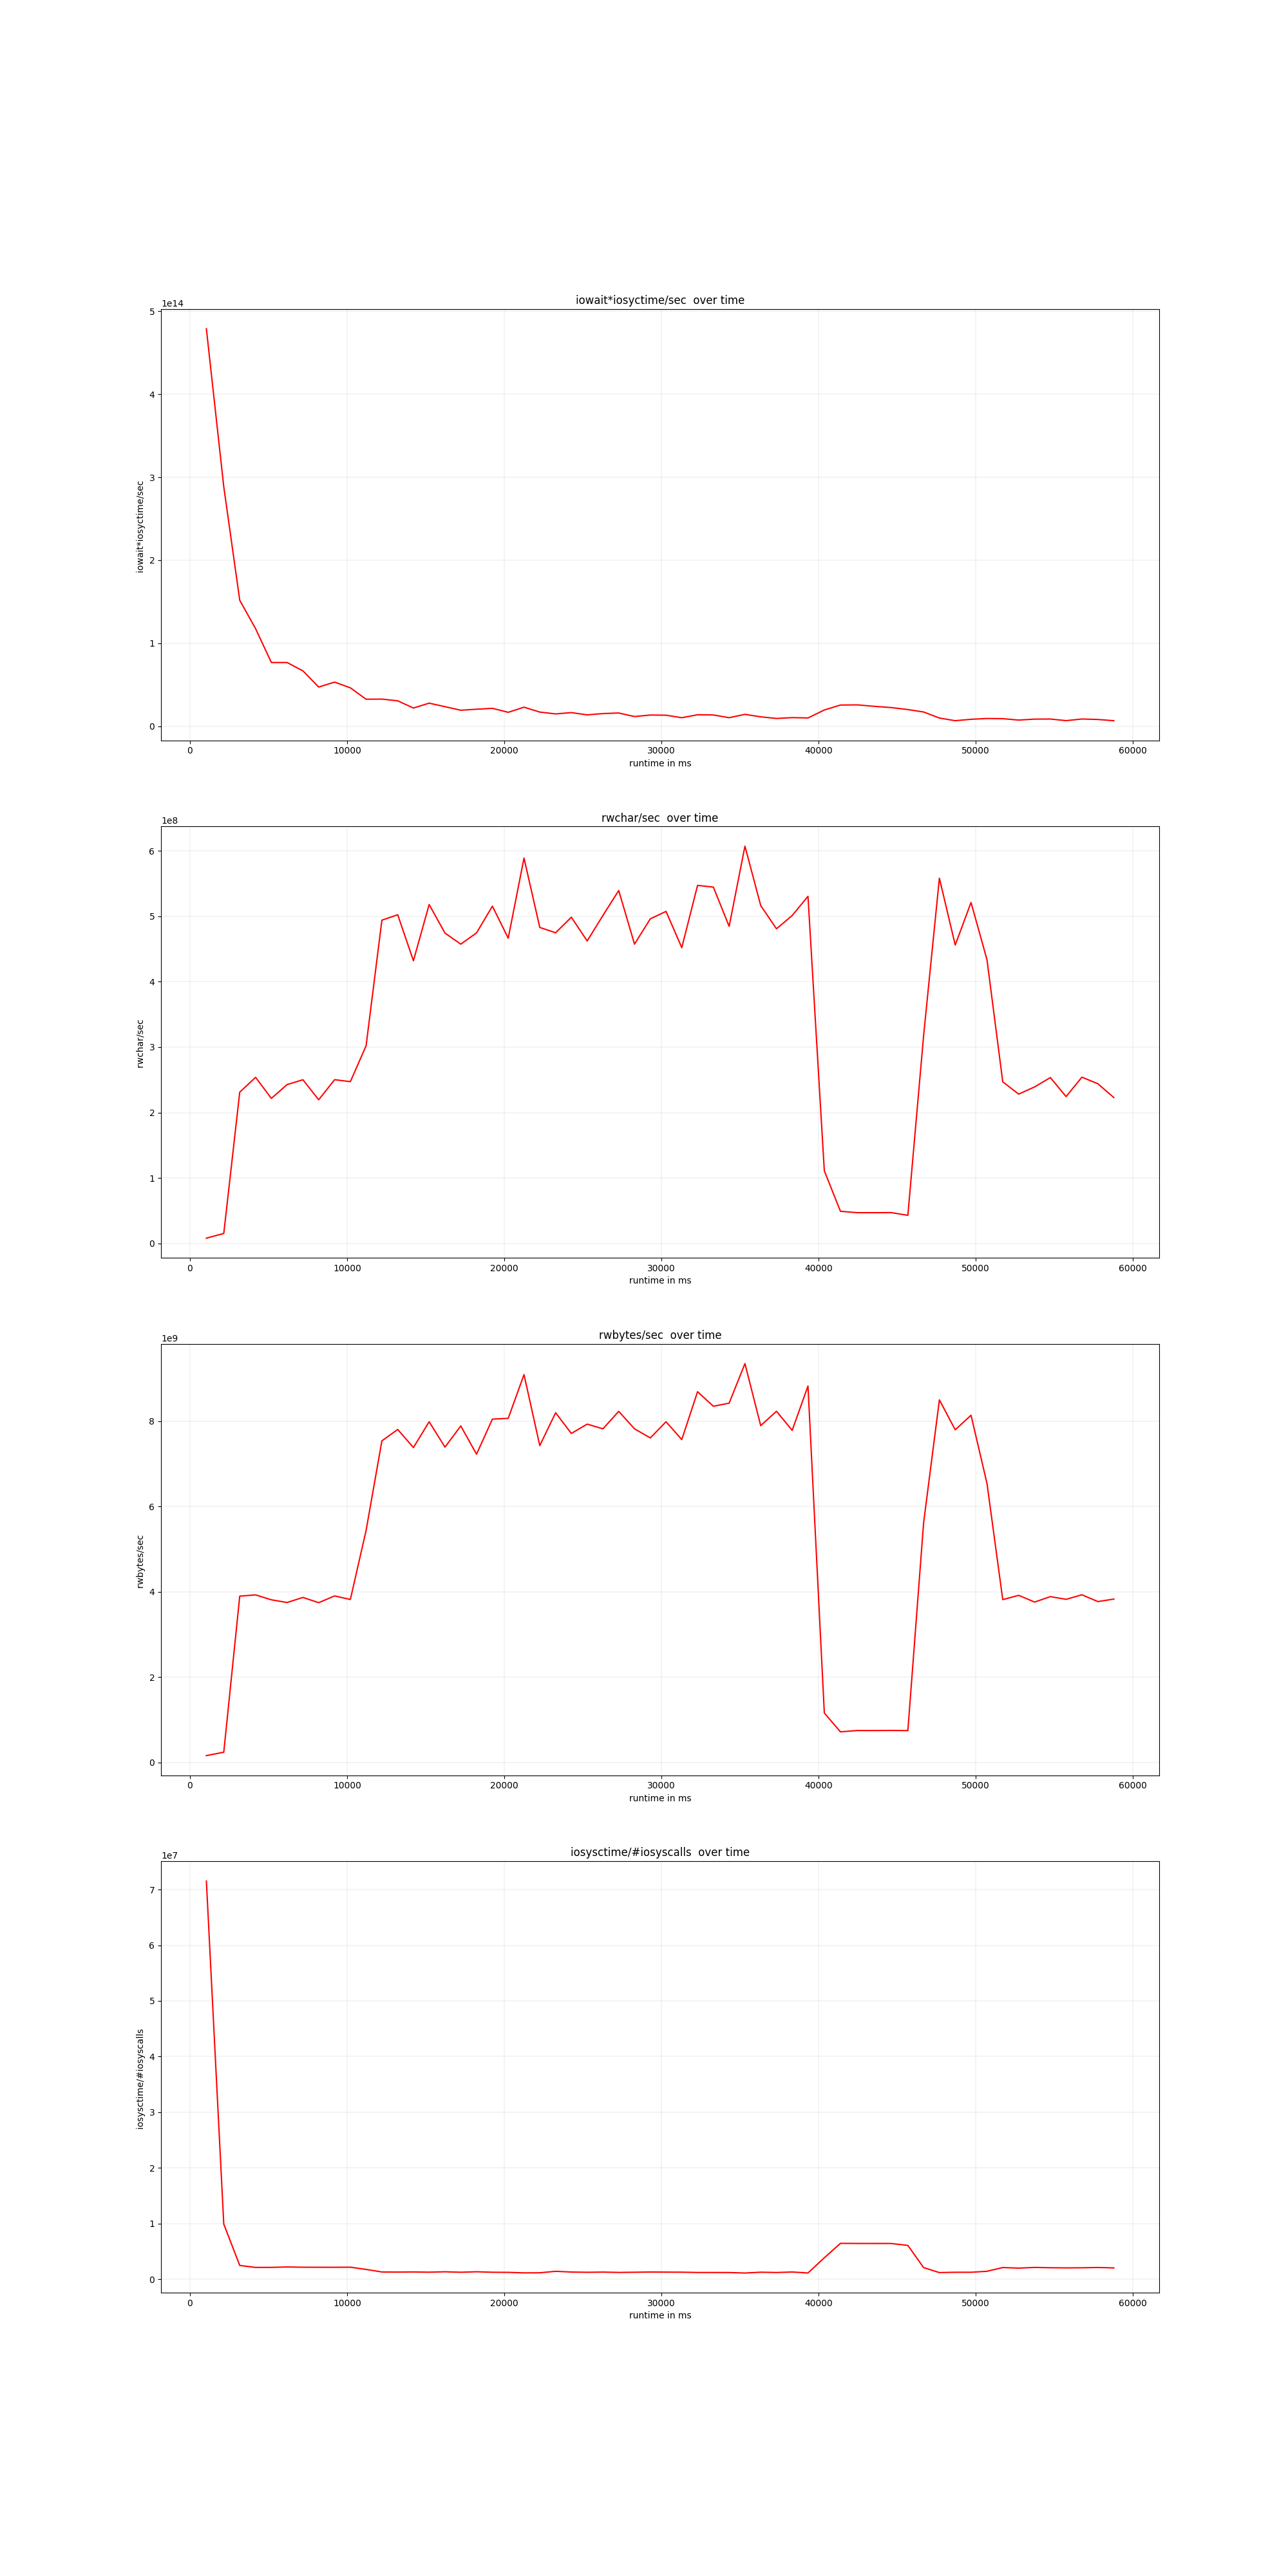 iowait*iosyctime/sec  over time
1e14
5
4
3
2
1
0
iowait*iosyctime/sec
0 10000 20000 30000 40000 50000 60000
runtime in ms
rwchar/sec  over time
1e8
6
5
4
3
2
1
0
rwchar/sec
0 10000 20000 30000 40000 50000 60000
runtime in ms
rwbytes/sec  over time
1e9
8
6
4
2
0
rwbytes/sec
0 10000 20000 30000 40000 50000 60000
runtime in ms
iosysctime/#iosyscalls  over time
1e7
7
6
5
4
3
2
1
0
iosysctime/#iosyscalls
0 10000 20000 30000 40000 50000 60000
runtime in ms